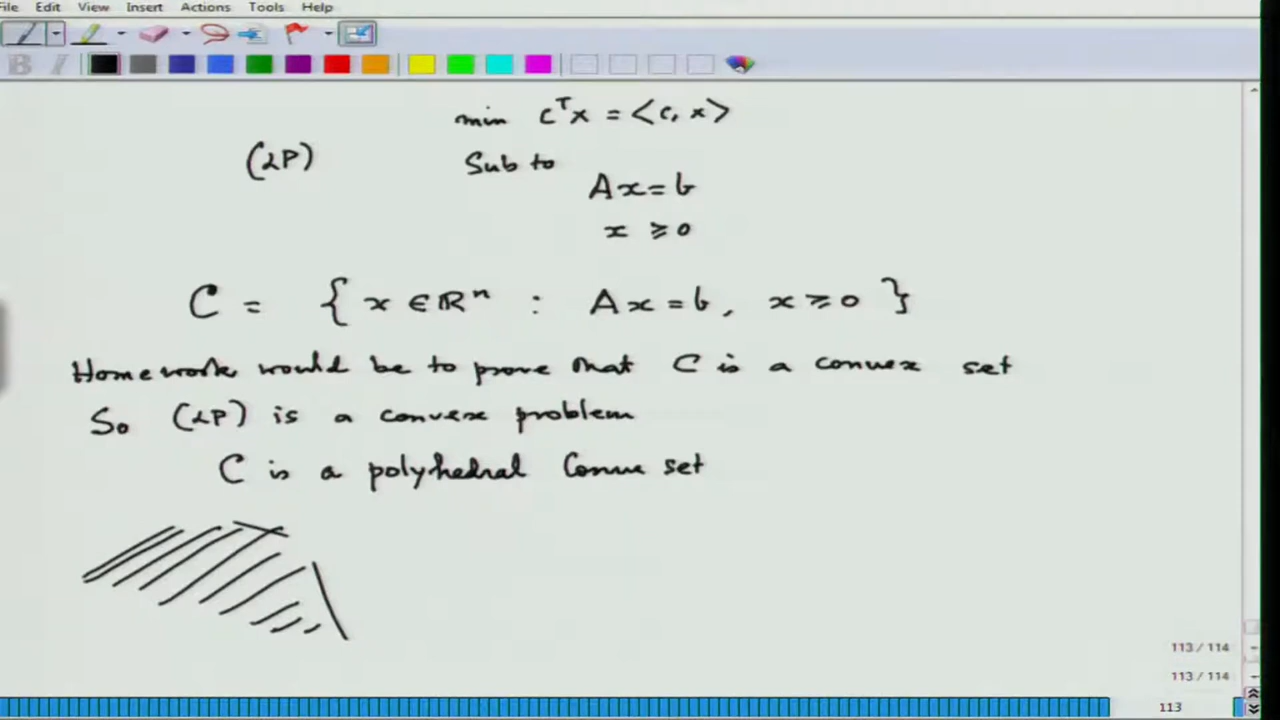 File Edit View Insert Actions Tools Help
B I
min cᵀx = <c, x>
(LP) Sub to
Ax = b
x ≥ 0
C = { x ∈ ℝⁿ : Ax = b, x ≥ 0 }
Homework would be to prove that C is a convex set
So (LP) is a convex problem
C is a polyhedral Convex set
113 / 114
113 / 114
113